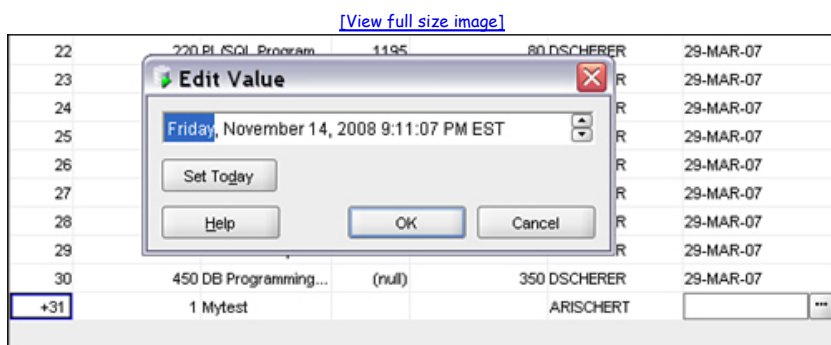 [View full size image]
22 220 PL/SQL Program... 1195 80 DSCHERER 29-MAR-07
23 R 29-MAR-07
24 R 29-MAR-07
25 R 29-MAR-07
26 R 29-MAR-07
27 R 29-MAR-07
28 R 29-MAR-07
29 R 29-MAR-07
30 450 DB Programming... (null) 350 DSCHERER 29-MAR-07
+31 1 Mytest ARISCHERT ...
Edit Value
Friday, November 14, 2008 9:11:07 PM EST
Set Today
Help OK Cancel